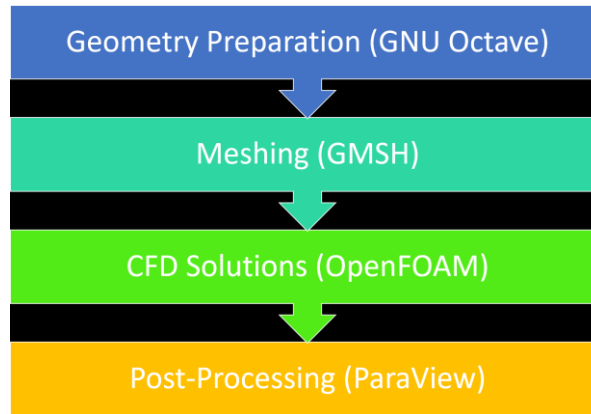 Geometry Preparation (GNU Octave)
Meshing (GMSH)
CFD Solutions (OpenFOAM)
Post-Processing (ParaView)